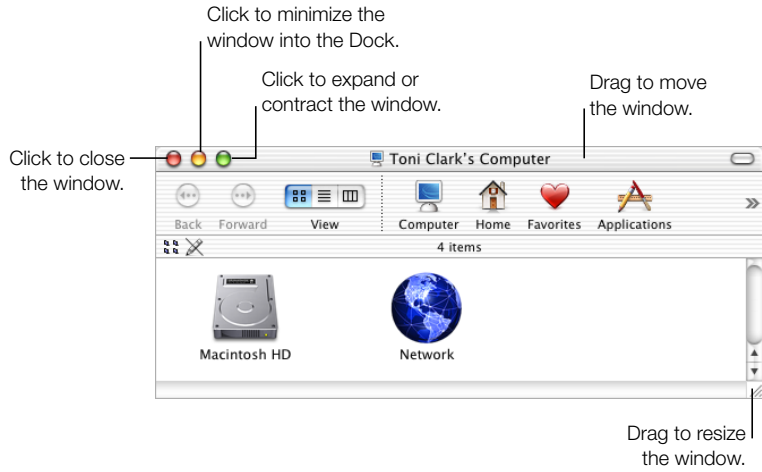 Click to minimize the
window into the Dock.
Click to expand or
contract the window.
Drag to move
the window.
Click to close
the window.
Toni Clark's Computer
Back Forward View Computer Home Favorites Applications
4 items
Macintosh HD Network
Drag to resize
the window.